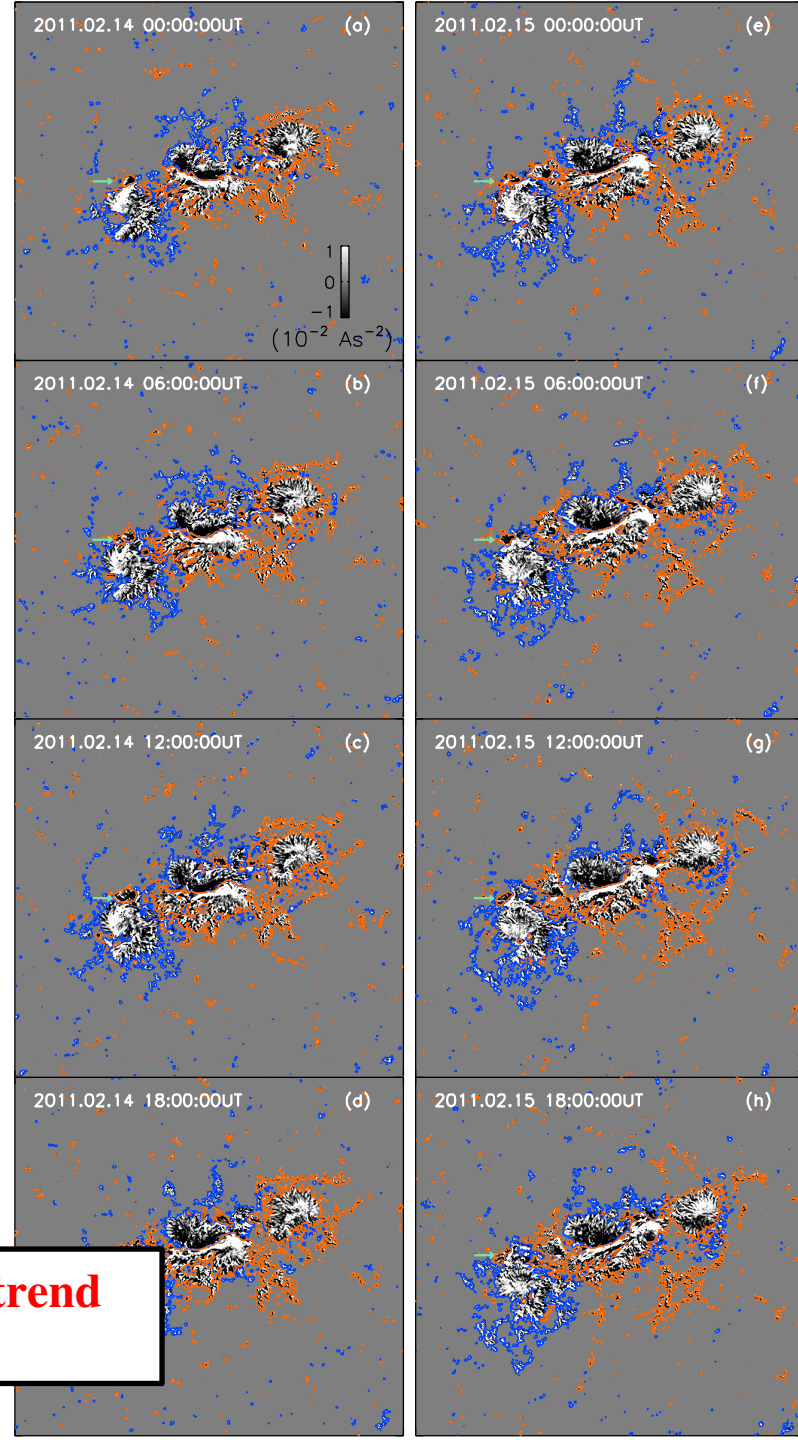 2011.02.14 00:00:00UT (a)
1
0
−1
(10⁻² As⁻²)
2011.02.14 06:00:00UT (b)
2011.02.14 12:00:00UT (c)
2011.02.14 18:00:00UT (d)
trend
2011.02.15 00:00:00UT (e)
2011.02.15 06:00:00UT (f)
2011.02.15 12:00:00UT (g)
2011.02.15 18:00:00UT (h)